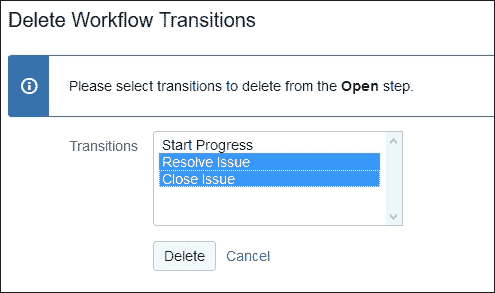 Delete Workflow Transitions
Please select transitions to delete from the Open step.
Transitions
Start Progress
Resolve Issue
Close Issue
Delete Cancel